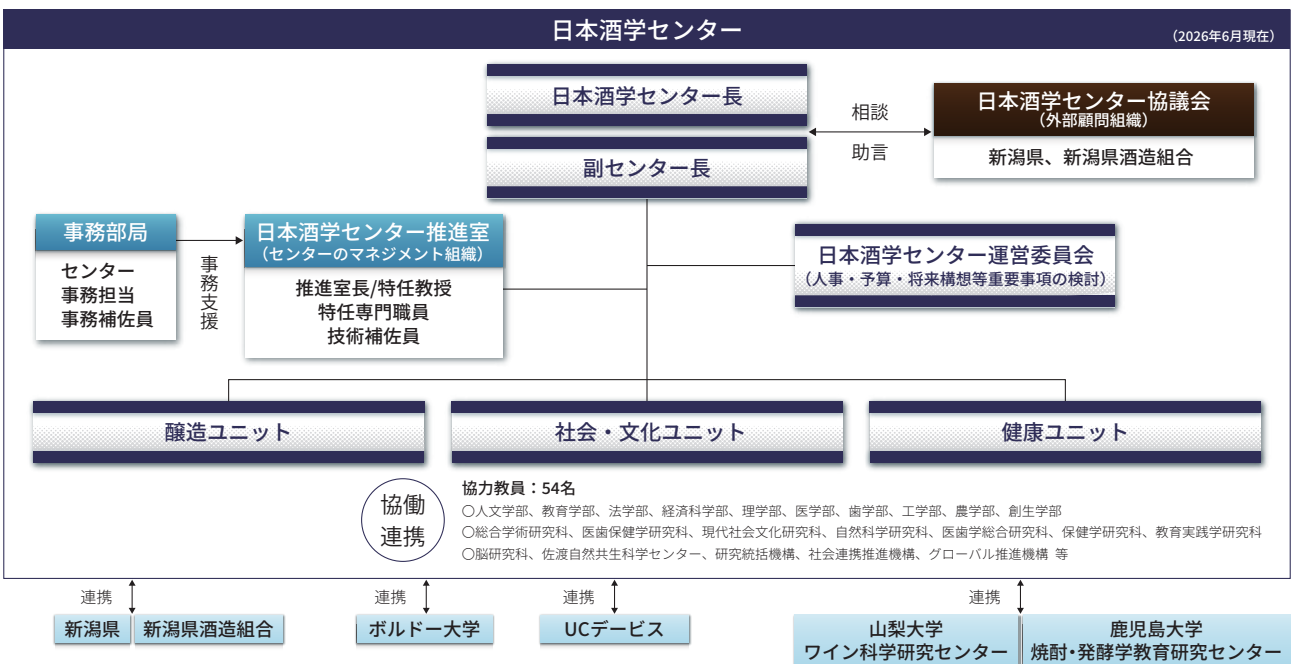 日本酒学センター
（2026年6月現在）
日本酒学センター長
副センター長
相談
助言
日本酒学センター協議会
（外部顧問組織）
新潟県、新潟県酒造組合
事務部局
センター
事務担当
事務補佐員
事務支援
日本酒学センター推進室
（センターのマネジメント組織）
推進室長/特任教授
特任専門職員
技術補佐員
日本酒学センター運営委員会
（人事・予算・将来構想等重要事項の検討）
醸造ユニット
社会・文化ユニット
健康ユニット
協働
連携
協力教員：54名
〇人文学部、教育学部、法学部、経済科学部、理学部、医学部、歯学部、工学部、農学部、創生学部
〇総合学術研究科、医歯保健学研究科、現代社会文化研究科、自然科学研究科、医歯学総合研究科、保健学研究科、教育実践学研究科
〇脳研究科、佐渡自然共生科学センター、研究統括機構、社会連携推進機構、グローバル推進機構 等
連携
新潟県
新潟県酒造組合
連携
ボルドー大学
連携
UCデービス
連携
山梨大学
ワイン科学研究センター
鹿児島大学
焼酎・発酵学教育研究センター